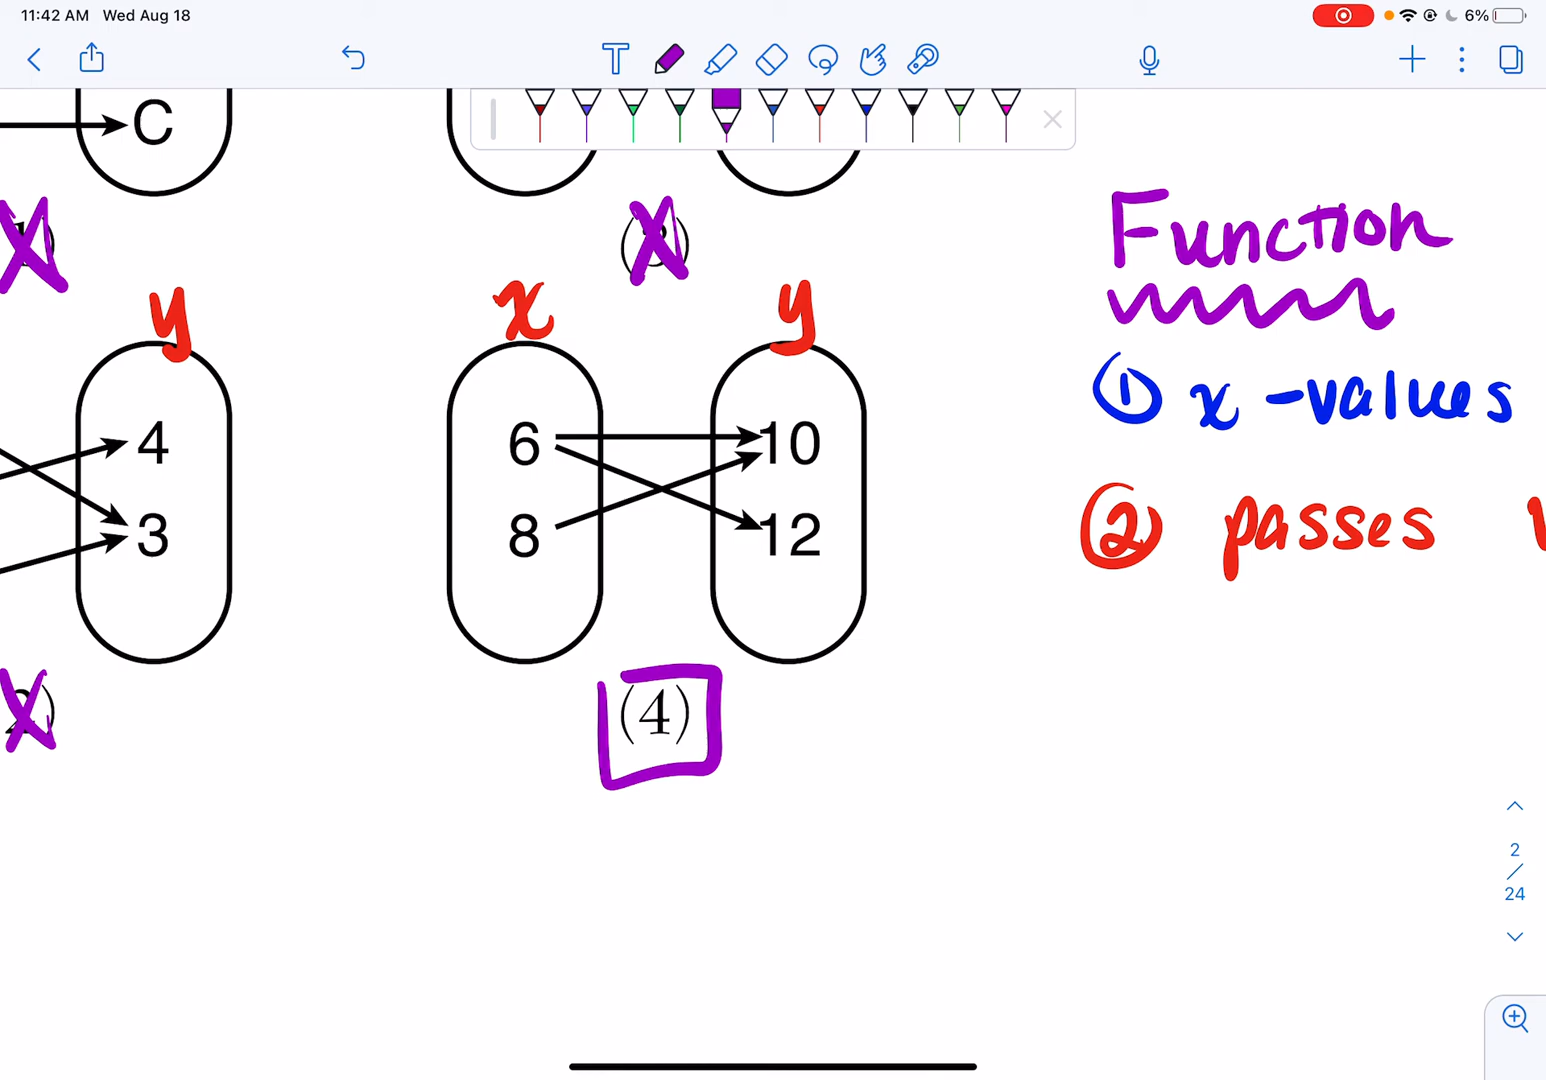 11:42 AM Wed Aug 18
6%
T
C
Function
y
x
y
① x -values
4
6
10
② passes
3
8
12
(4)
2
/
24